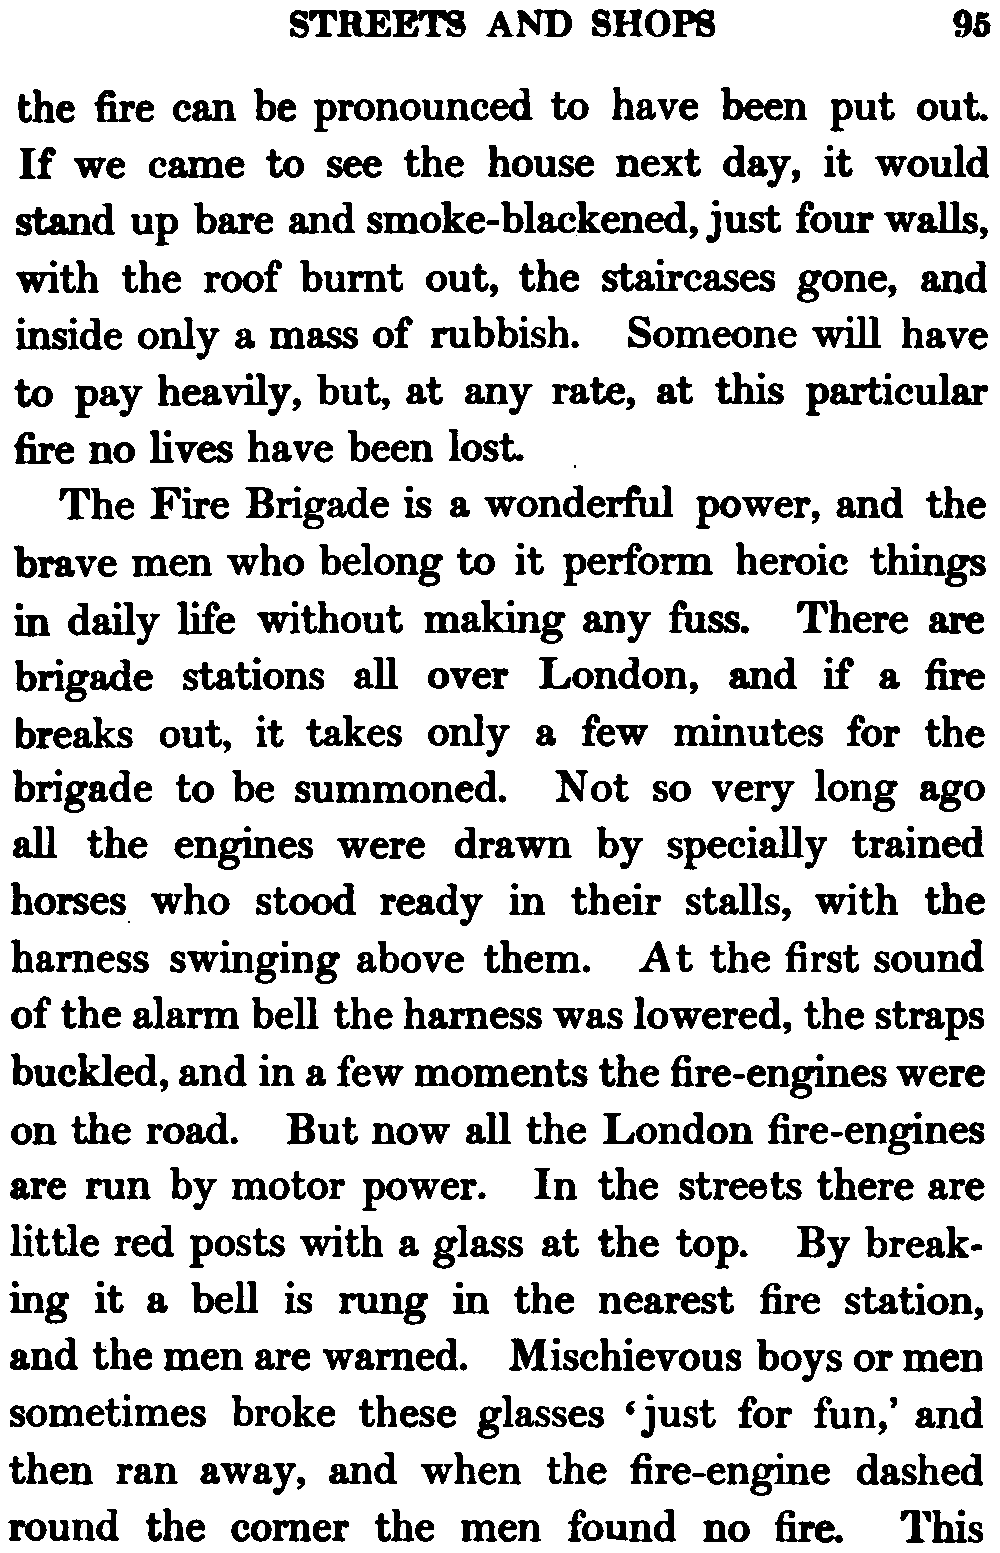 STREETS AND SHOPS 95
the fire can be pronounced to have been put out.
If we came to see the house next day, it would
stand up bare and smoke-blackened, just four walls,
with the roof burnt out, the staircases gone, and
inside only a mass of rubbish. Someone will have
to pay heavily, but, at any rate, at this particular
fire no lives have been lost.
The Fire Brigade is a wonderful power, and the
brave men who belong to it perform heroic things
in daily life without making any fuss. There are
brigade stations all over London, and if a fire
breaks out, it takes only a few minutes for the
brigade to be summoned. Not so very long ago
all the engines were drawn by specially trained
horses who stood ready in their stalls, with the
harness swinging above them. At the first sound
of the alarm bell the harness was lowered, the straps
buckled, and in a few moments the fire-engines were
on the road. But now all the London fire-engines
are run by motor power. In the streets there are
little red posts with a glass at the top. By break-
ing it a bell is rung in the nearest fire station,
and the men are warned. Mischievous boys or men
sometimes broke these glasses ‘just for fun,’ and
then ran away, and when the fire-engine dashed
round the corner the men found no fire. This